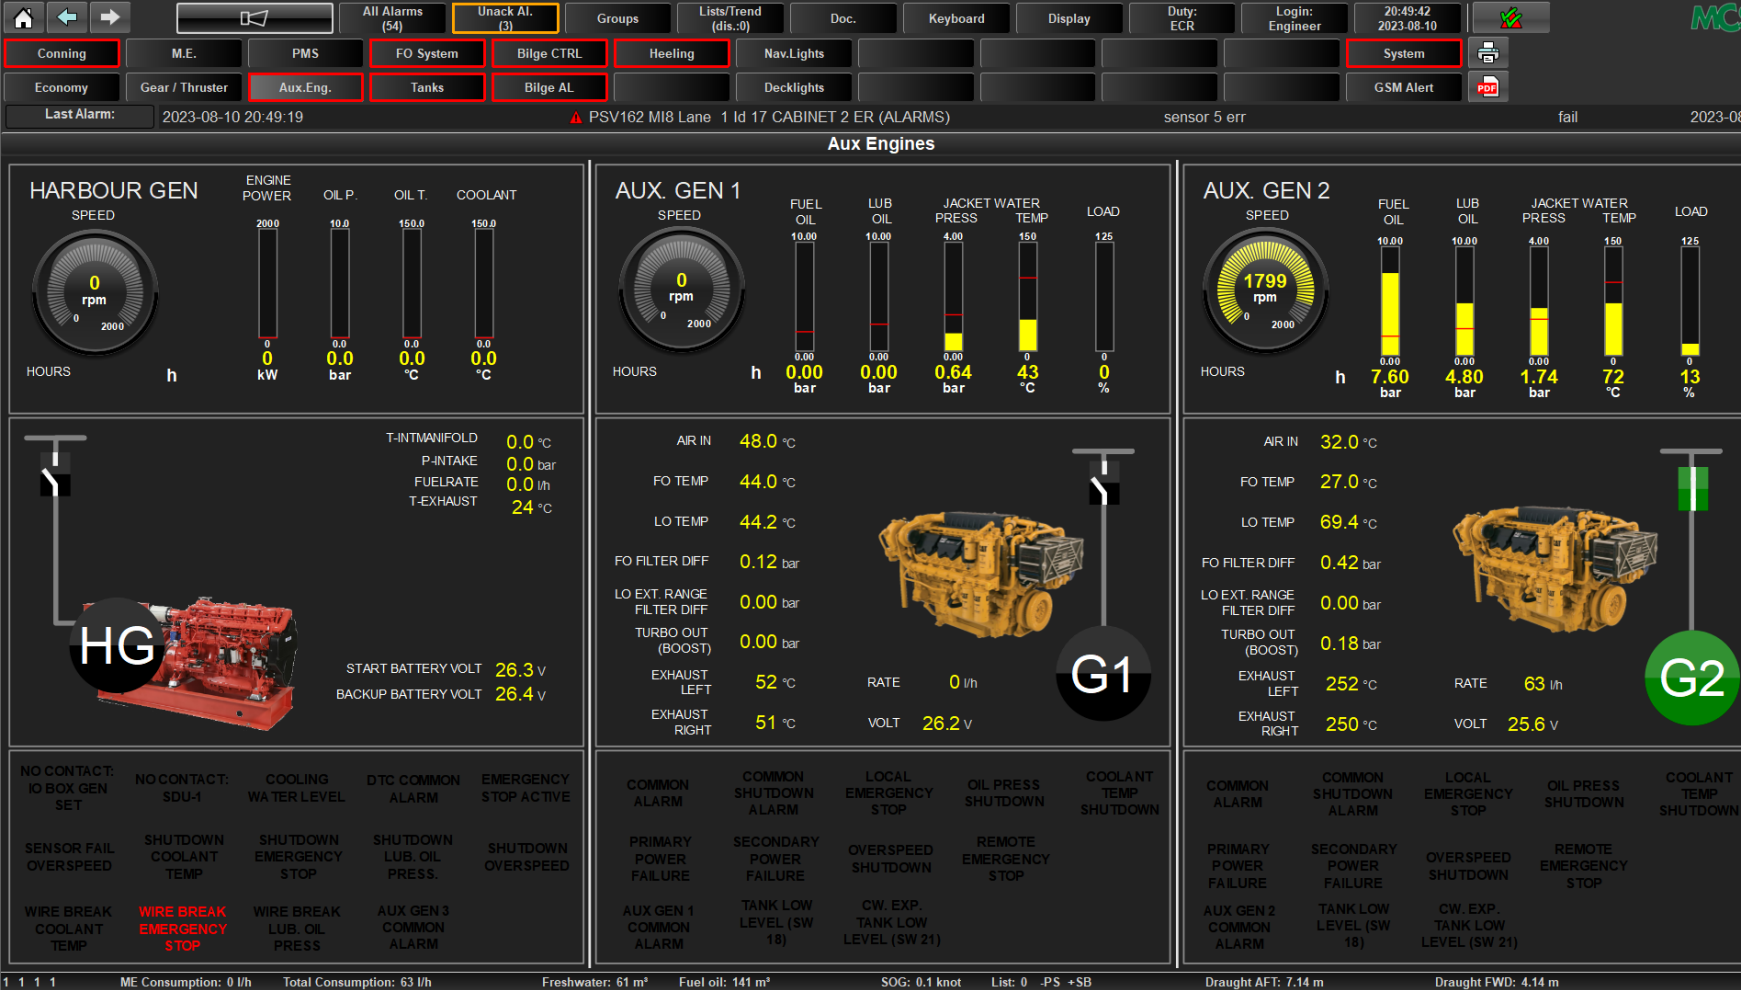 All Alarms
(54)
Unack Al.
(3)
Groups
Lists/Trend
(dis.:0)
Doc.
Keyboard
Display
Duty:
ECR
Login:
Engineer
20:49:42
2023-08-10
Conning
M.E.
PMS
FO System
Bilge CTRL
Heeling
Nav.Lights
System
Economy
Gear / Thruster
Aux.Eng.
Tanks
Bilge AL
Decklights
GSM Alert
PDF
Last Alarm:
2023-08-10 20:49:19
PSV162 MI8 Lane 1 Id 17 CABINET 2 ER (ALARMS)
sensor 5 err
fail
Aux Engines
HARBOUR GEN
SPEED
0
rpm
0
2000
HOURS
h
ENGINE
POWER
2000
0
0
kW
OIL P.
10.0
0.0
0.0
bar
OIL T.
150.0
0.0
0.0
°C
COOLANT
150.0
0.0
0.0
°C
AUX. GEN 1
SPEED
0
rpm
0
2000
HOURS
h
FUEL
OIL
10.00
0.00
0.00
bar
LUB
OIL
10.00
0.00
0.00
bar
JACKET WATER
PRESS
TEMP
4.00
0.00
0.64
bar
150
0
43
°C
LOAD
125
0
0
%
AUX. GEN 2
SPEED
1799
rpm
0
2000
HOURS
h
FUEL
OIL
10.00
0.00
7.60
bar
LUB
OIL
10.00
0.00
4.80
bar
JACKET WATER
PRESS
TEMP
4.00
0.00
1.74
bar
150
0
72
°C
LOAD
125
0
13
%
T-INTMANIFOLD 0.0 °C
P-INTAKE 0.0 bar
FUELRATE 0.0 l/h
T-EXHAUST 24 °C
HG
START BATTERY VOLT 26.3 V
BACKUP BATTERY VOLT 26.4 V
AIR IN 48.0 °C
FO TEMP 44.0 °C
LO TEMP 44.2 °C
FO FILTER DIFF 0.12 bar
LO EXT. RANGE
FILTER DIFF 0.00 bar
TURBO OUT
(BOOST) 0.00 bar
EXHAUST
LEFT 52 °C
RATE 0 l/h
EXHAUST
RIGHT 51 °C
VOLT 26.2 V
G1
AIR IN 32.0 °C
FO TEMP 27.0 °C
LO TEMP 69.4 °C
FO FILTER DIFF 0.42 bar
LO EXT. RANGE
FILTER DIFF 0.00 bar
TURBO OUT
(BOOST) 0.18 bar
EXHAUST
LEFT 252 °C
RATE 63 l/h
EXHAUST
RIGHT 250 °C
VOLT 25.6 V
G2
NO CONTACT:
IO BOX GEN
SET
NO CONTACT:
SDU-1
COOLING
WATER LEVEL
DTC COMMON
ALARM
EMERGENCY
STOP ACTIVE
SENSOR FAIL
OVERSPEED
SHUTDOWN
COOLANT
TEMP
SHUTDOWN
EMERGENCY
STOP
SHUTDOWN
LUB. OIL
PRESS.
SHUTDOWN
OVERSPEED
WIRE BREAK
COOLANT
TEMP
WIRE BREAK
EMERGENCY
STOP
WIRE BREAK
LUB. OIL
PRESS
AUX GEN 3
COMMON
ALARM
COMMON
ALARM
COMMON
SHUTDOWN
ALARM
LOCAL
EMERGENCY
STOP
OIL PRESS
SHUTDOWN
COOLANT
TEMP
SHUTDOWN
PRIMARY
POWER
FAILURE
SECONDARY
POWER
FAILURE
OVERSPEED
SHUTDOWN
REMOTE
EMERGENCY
STOP
AUX GEN 1
COMMON
ALARM
TANK LOW
LEVEL (SW
18)
CW. EXP.
TANK LOW
LEVEL (SW 21)
COMMON
ALARM
COMMON
SHUTDOWN
ALARM
LOCAL
EMERGENCY
STOP
OIL PRESS
SHUTDOWN
COOLANT
TEMP
SHUTDOWN
PRIMARY
POWER
FAILURE
SECONDARY
POWER
FAILURE
OVERSPEED
SHUTDOWN
REMOTE
EMERGENCY
STOP
AUX GEN 2
COMMON
ALARM
TANK LOW
LEVEL (SW
18)
CW. EXP.
TANK LOW
LEVEL (SW 21)
1 1 1 1 ME Consumption: 0 l/h Total Consumption: 63 l/h Freshwater: 61 m³ Fuel oil: 141 m³ SOG: 0.1 knot List: 0 -PS +SB Draught AFT: 7.14 m Draught FWD: 4.14 m